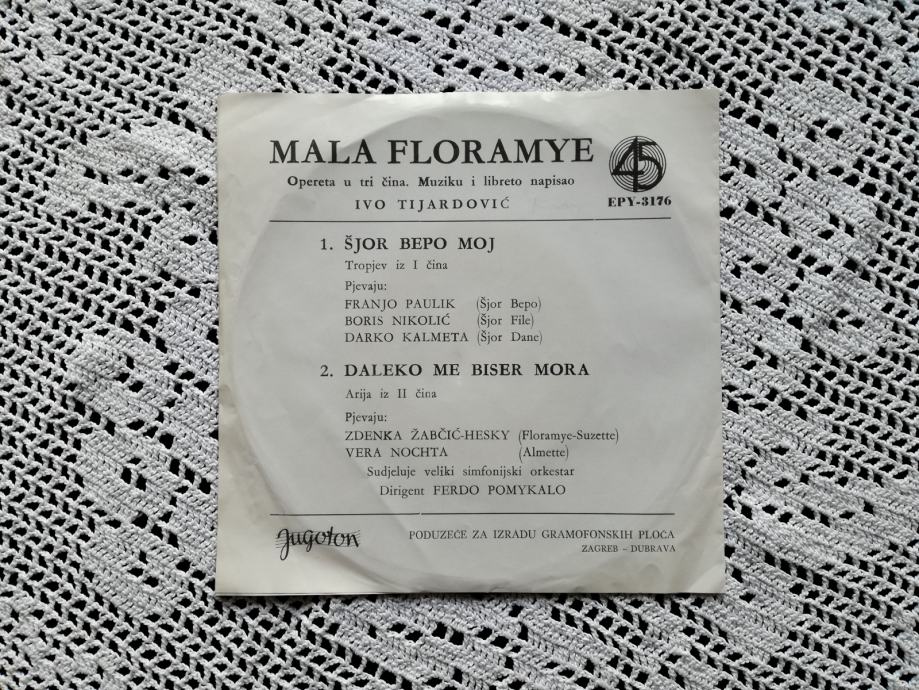 MALA FLORAMYE
45
Opereta u tri čina. Muziku i libreto napisao
IVO TIJARDOVIĆ
EPY-3176
1. ŠJOR BEPO MOJ
Tropjev iz I čina
Pjevaju:
FRANJO PAULIK (Šjor Bepo)
BORIS NIKOLIĆ (Šjor File)
DARKO KALMETA (Šjor Dane)
2. DALEKO ME BISER MORA
Arija iz II čina
Pjevaju:
ZDENKA ŽABČIĆ-HESKY (Floramye-Suzette)
VERA NOCHTA (Almette)
Sudjeluje veliki simfonijski orkestar
Dirigent FERDO POMYKALO
Jugoton
PODUZEĆE ZA IZRADU GRAMOFONSKIH PLOČA
ZAGREB – DUBRAVA